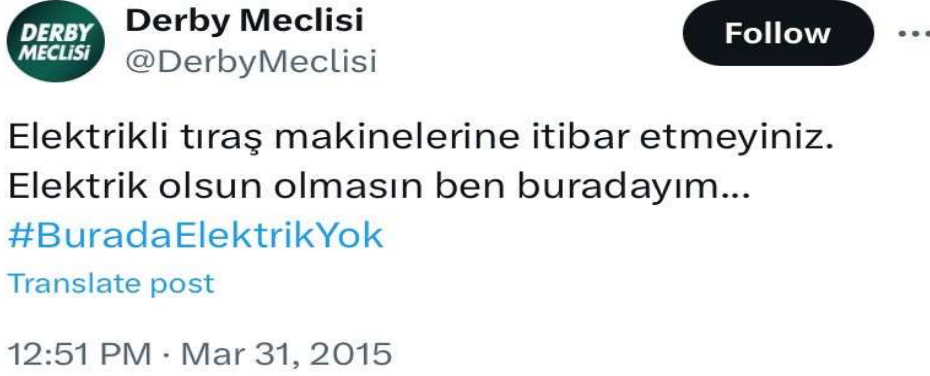 DERBY
MECLİSİ
Derby Meclisi
@DerbyMeclisi
Follow
Elektrikli tıraş makinelerine itibar etmeyiniz.
Elektrik olsun olmasın ben buradayım...
#BuradaElektrikYok
Translate post
12:51 PM · Mar 31, 2015